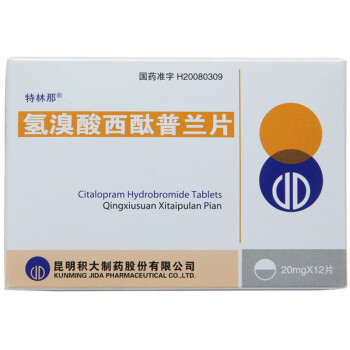 国药准字 H20080309
特林那®
氢溴酸西酞普兰片
Citalopram Hydrobromide Tablets
Qingxiusuan Xitaipulan Pian
JD
JD
昆明积大制药股份有限公司
KUNMING JIDA PHARMACEUTICAL CO.,LTD.
20mgX12片